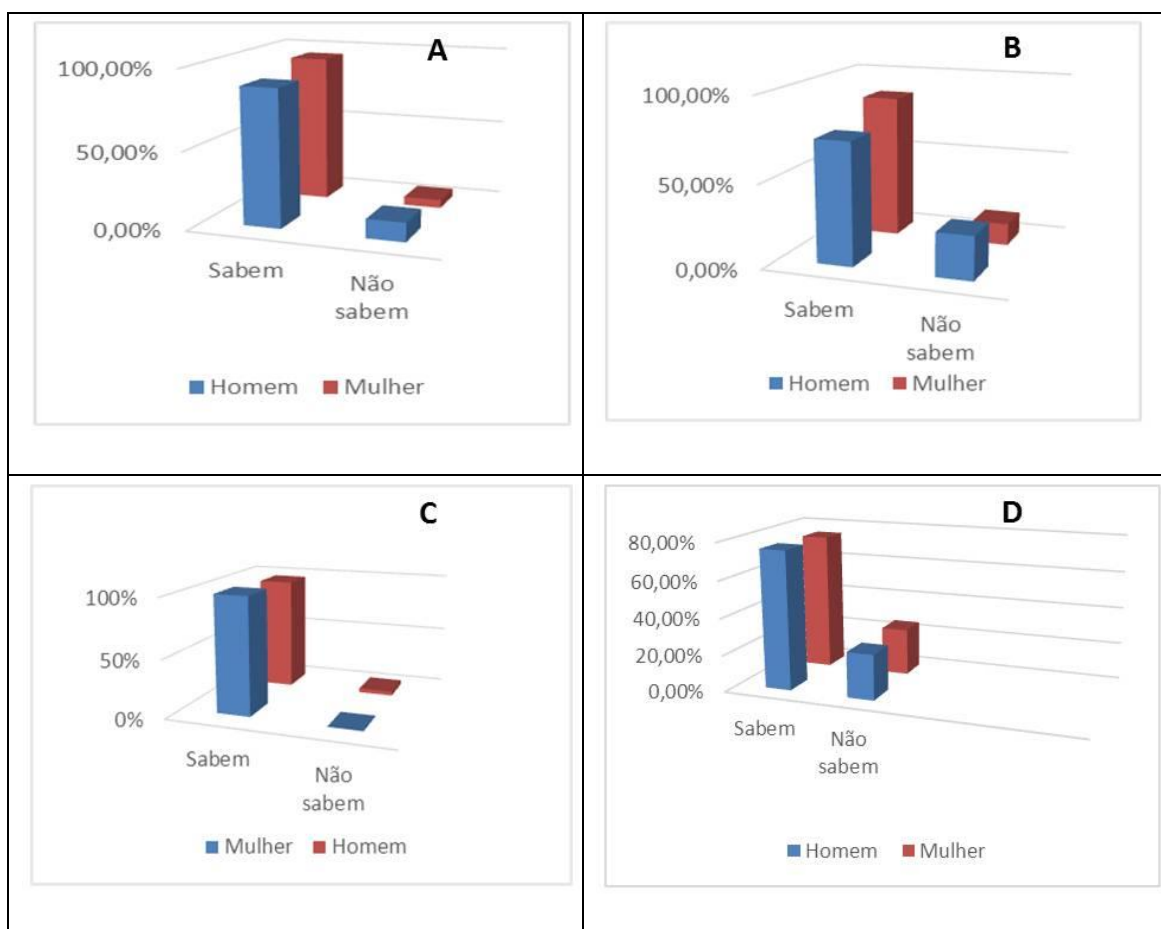 A
100,00%
50,00%
0,00%
Sabem
Não
sabem
Homem Mulher
B
100,00%
50,00%
0,00%
Sabem
Não
sabem
Homem Mulher
C
100%
50%
0%
Sabem
Não
sabem
Mulher Homem
D
80,00%
60,00%
40,00%
20,00%
0,00%
Sabem
Não
sabem
Homem Mulher